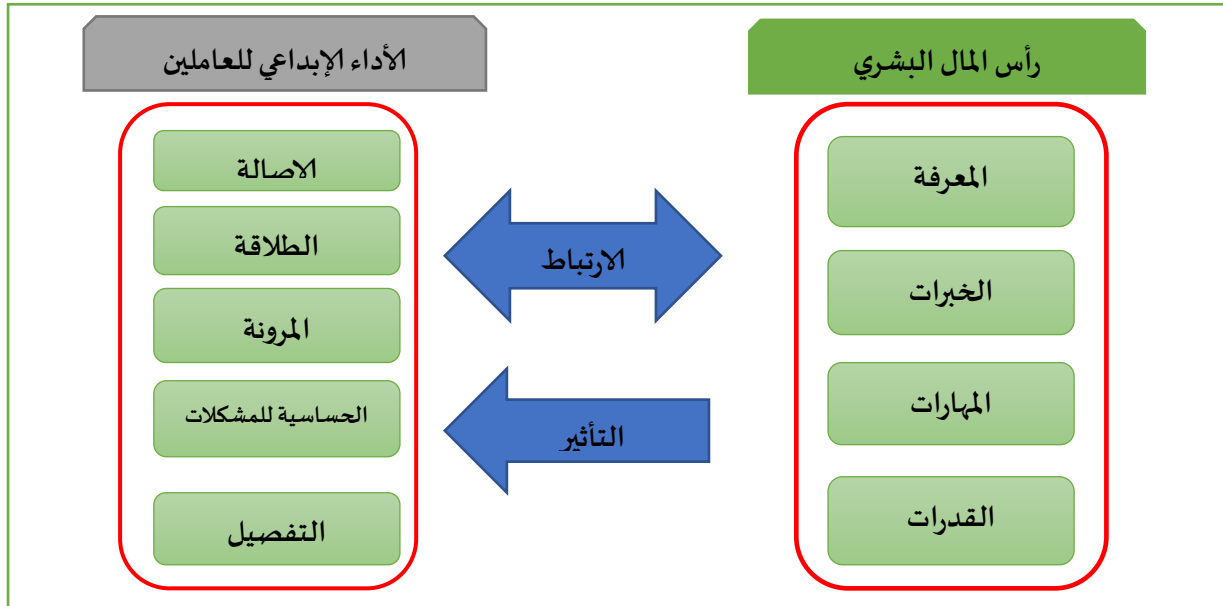 رأس المال البشري
المعرفة
الخبرات
المهارات
القدرات
الارتباط
التأثير
الأداء الإبداعي للعاملين
الاصالة
الطلاقة
المرونة
الحساسية للمشكلات
التفصيل